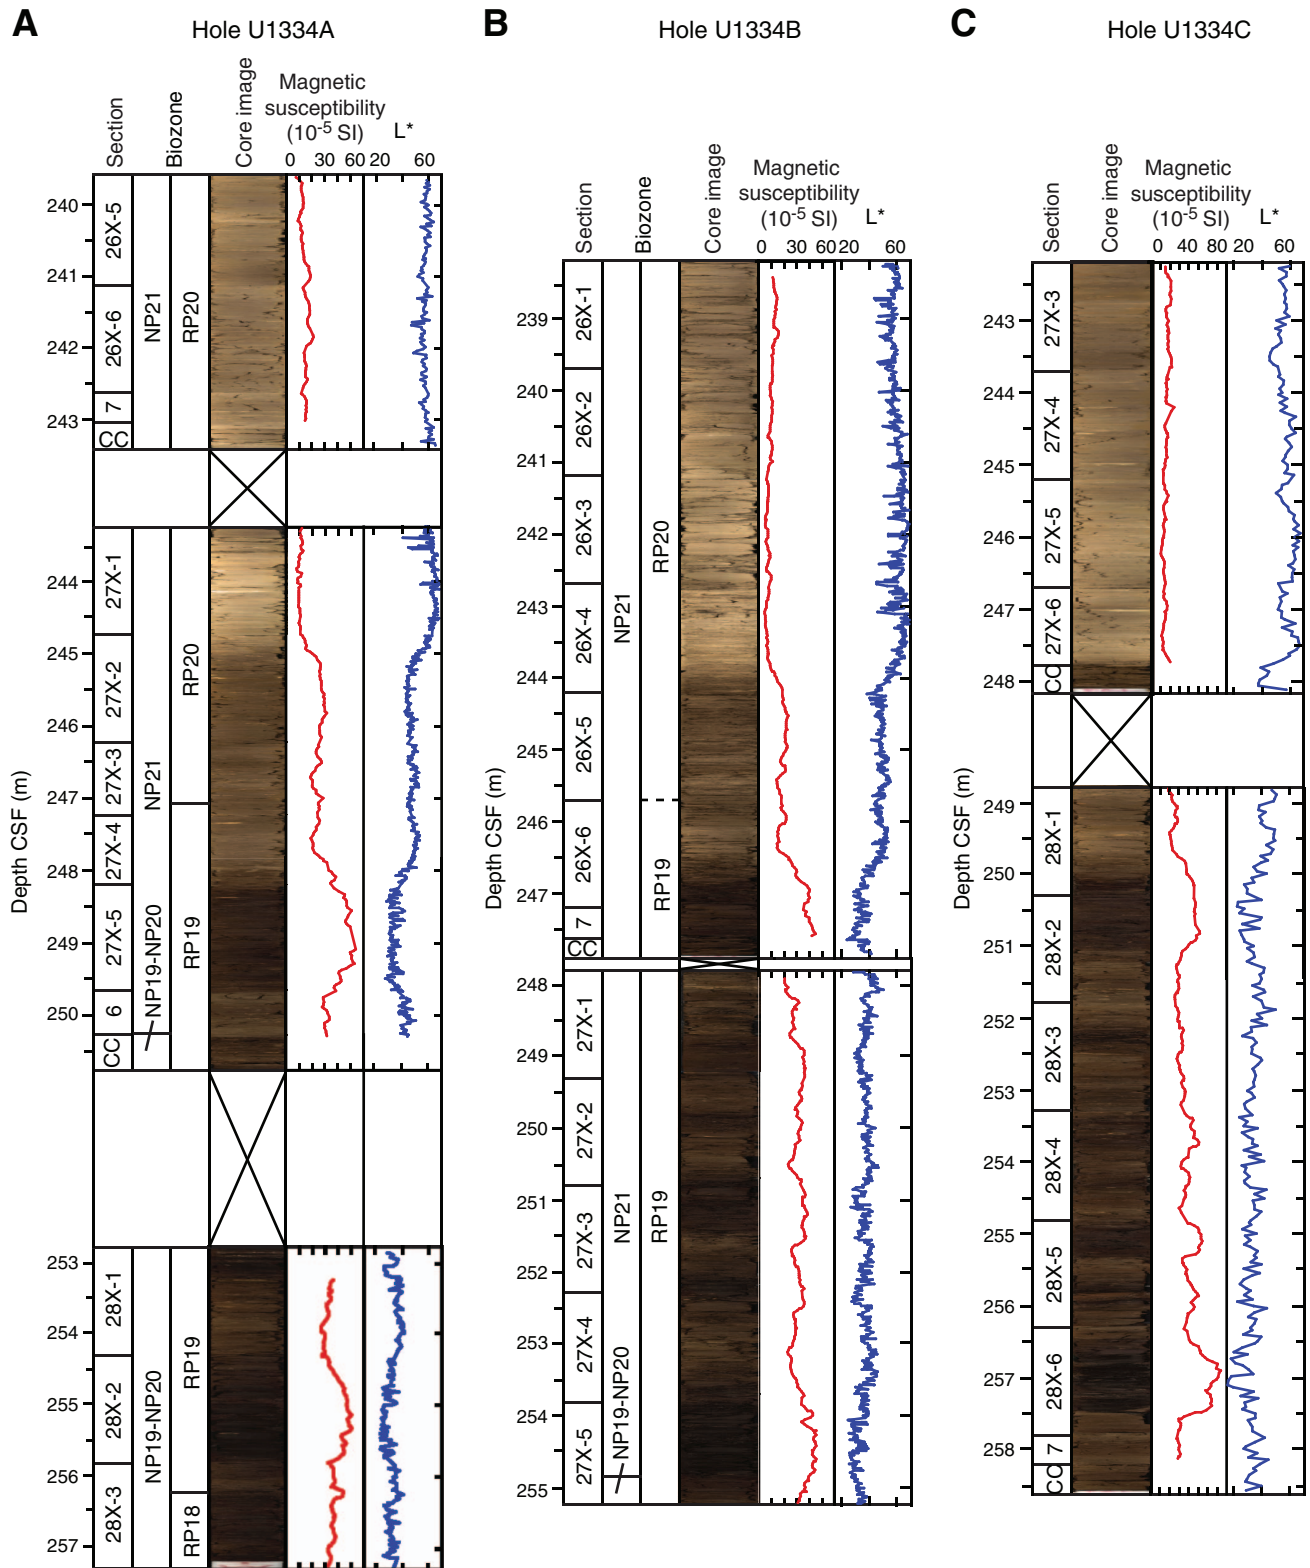 A
Hole U1334A
Section
Biozone
Core image
Magnetic
susceptibility
(10-5 SI)
L*
0 30 60 20 60
Depth CSF (m)
240
241
242
243
244
245
246
247
248
249
250
253
254
255
256
257
26X-5
26X-6
7
CC
27X-1
27X-2
27X-3
27X-4
27X-5
6
CC
28X-1
28X-2
28X-3
NP21
NP21
NP19-NP20
NP19-NP20
RP20
RP20
RP19
RP19
RP18
B
Hole U1334B
Section
Biozone
Core image
Magnetic
susceptibility
(10-5 SI)
L*
0 30 60 20 60
Depth CSF (m)
239
240
241
242
243
244
245
246
247
248
249
250
251
252
253
254
255
26X-1
26X-2
26X-3
26X-4
26X-5
26X-6
7
CC
27X-1
27X-2
27X-3
27X-4
27X-5
NP21
NP21
NP19-NP20
RP20
RP19
RP19
C
Hole U1334C
Section
Core image
Magnetic
susceptibility
(10-5 SI)
L*
0 40 80 20 60
Depth CSF (m)
243
244
245
246
247
248
249
250
251
252
253
254
255
256
257
258
27X-3
27X-4
27X-5
27X-6
CC
28X-1
28X-2
28X-3
28X-4
28X-5
28X-6
7
CC